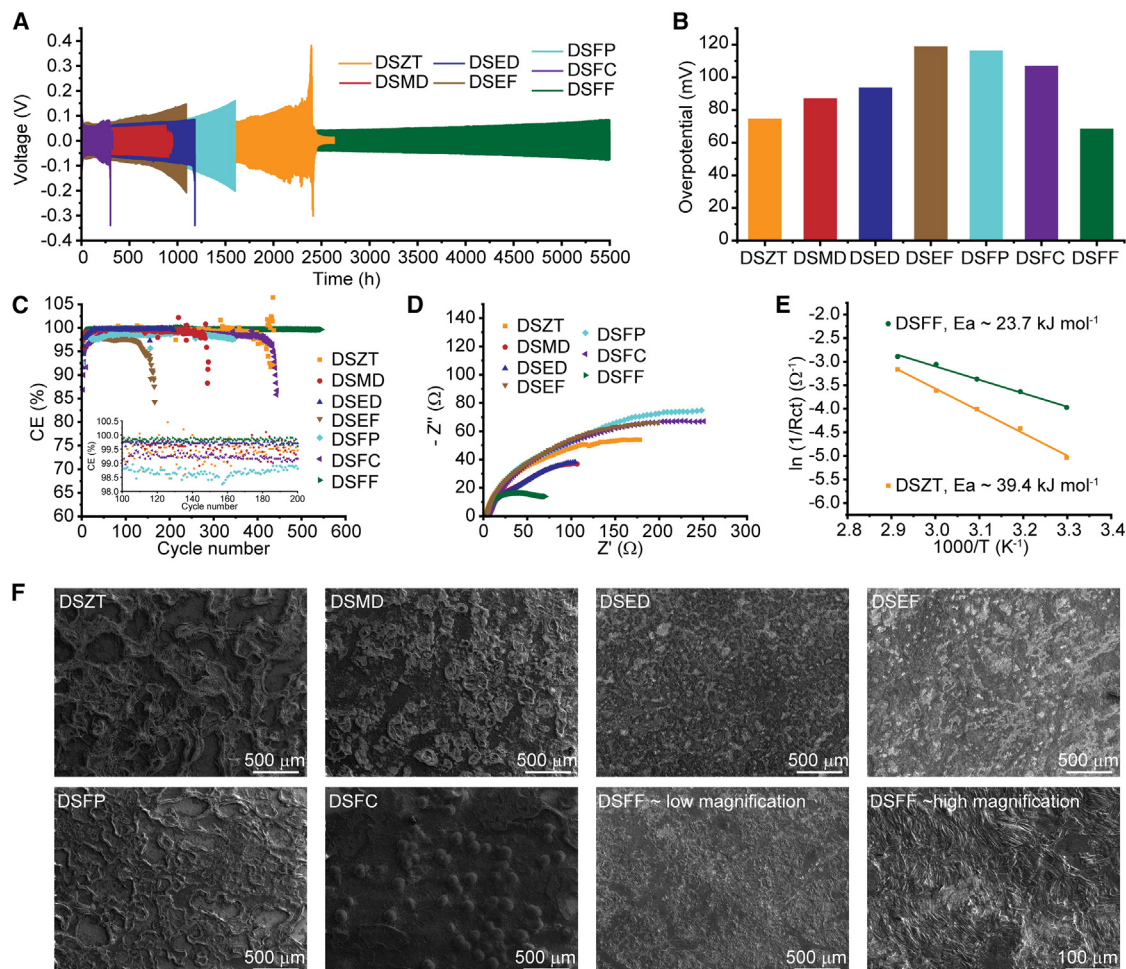 A
0.4
0.3
0.2
0.1
0.0
-0.1
-0.2
-0.3
-0.4
Voltage (V)
DSZT
DSMD
DSED
DSEF
DSFP
DSFC
DSFF
0 500 1000 1500 2000 2500 3000 3500 4000 4500 5500
Time (h)
B
120
100
80
60
40
20
0
Overpotential (mV)
DSZT DSMD DSED DSEF DSFP DSFC DSFF
C
105
100
95
90
85
80
75
70
65
60
CE (%)
DSZT
DSMD
DSED
DSEF
DSFP
DSFC
DSFF
100.5
100.0
99.5
99.0
98.5
98.0
CE (%)
100 120 140 160 180 200
Cycle number
0 100 200 300 400 500 600
Cycle number
D
160
140
120
100
80
60
40
20
0
- Z" (Ω)
DSZT
DSMD
DSED
DSEF
DSFP
DSFC
DSFF
0 50 100 150 200 250 300
Z' (Ω)
E
-2.0
-2.5
-3.0
-3.5
-4.0
-4.5
-5.0
-5.5
-6.0
ln (1/Rct) (Ω⁻¹)
DSFF, Ea ~ 23.7 kJ mol⁻¹
DSZT, Ea ~ 39.4 kJ mol⁻¹
2.8 2.9 3.0 3.1 3.2 3.3 3.4
1000/T (K⁻¹)
F
DSZT
500 μm
DSMD
500 μm
DSED
500 μm
DSEF
500 μm
DSFP
500 μm
DSFC
500 μm
DSFF ~ low magnification
500 μm
DSFF ~high magnification
100 μm